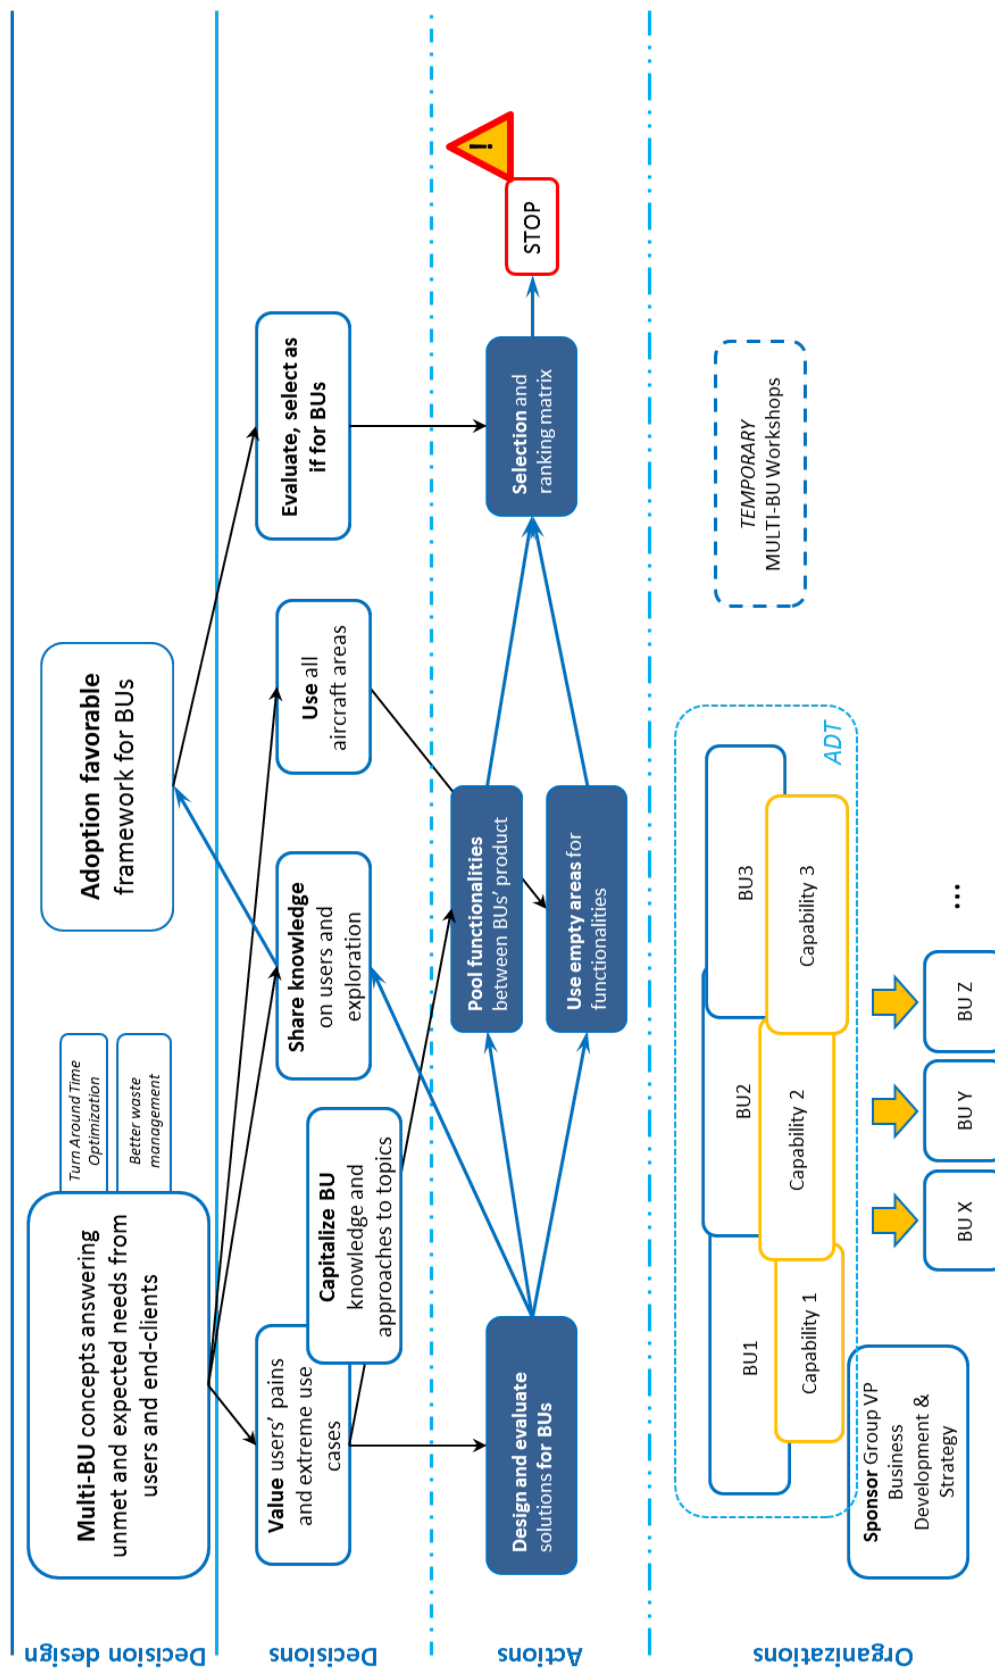 Decision design
Multi-BU concepts answering
unmet and expected needs from
users and end-clients
Turn Around Time
Optimization
Better waste
management
Adoption favorable
framework for BUs
Decisions
Value users' pains
and extreme use
cases
Capitalize BU
knowledge and
approaches to topics
Share knowledge
on users and
exploration
Use all
aircraft areas
Evaluate, select as
if for BUs
Actions
Design and evaluate
solutions for BUs
Pool functionalities
between BUs' product
Use empty areas for
functionalities
Selection and
ranking matrix
STOP
!
Organizations
BU1
BU2
BU3
Capability 1
Capability 2
Capability 3
ADT
TEMPORARY
MULTI-BU Workshops
Sponsor Group VP
Business
Development &
Strategy
BU X
BU Y
BU Z
...